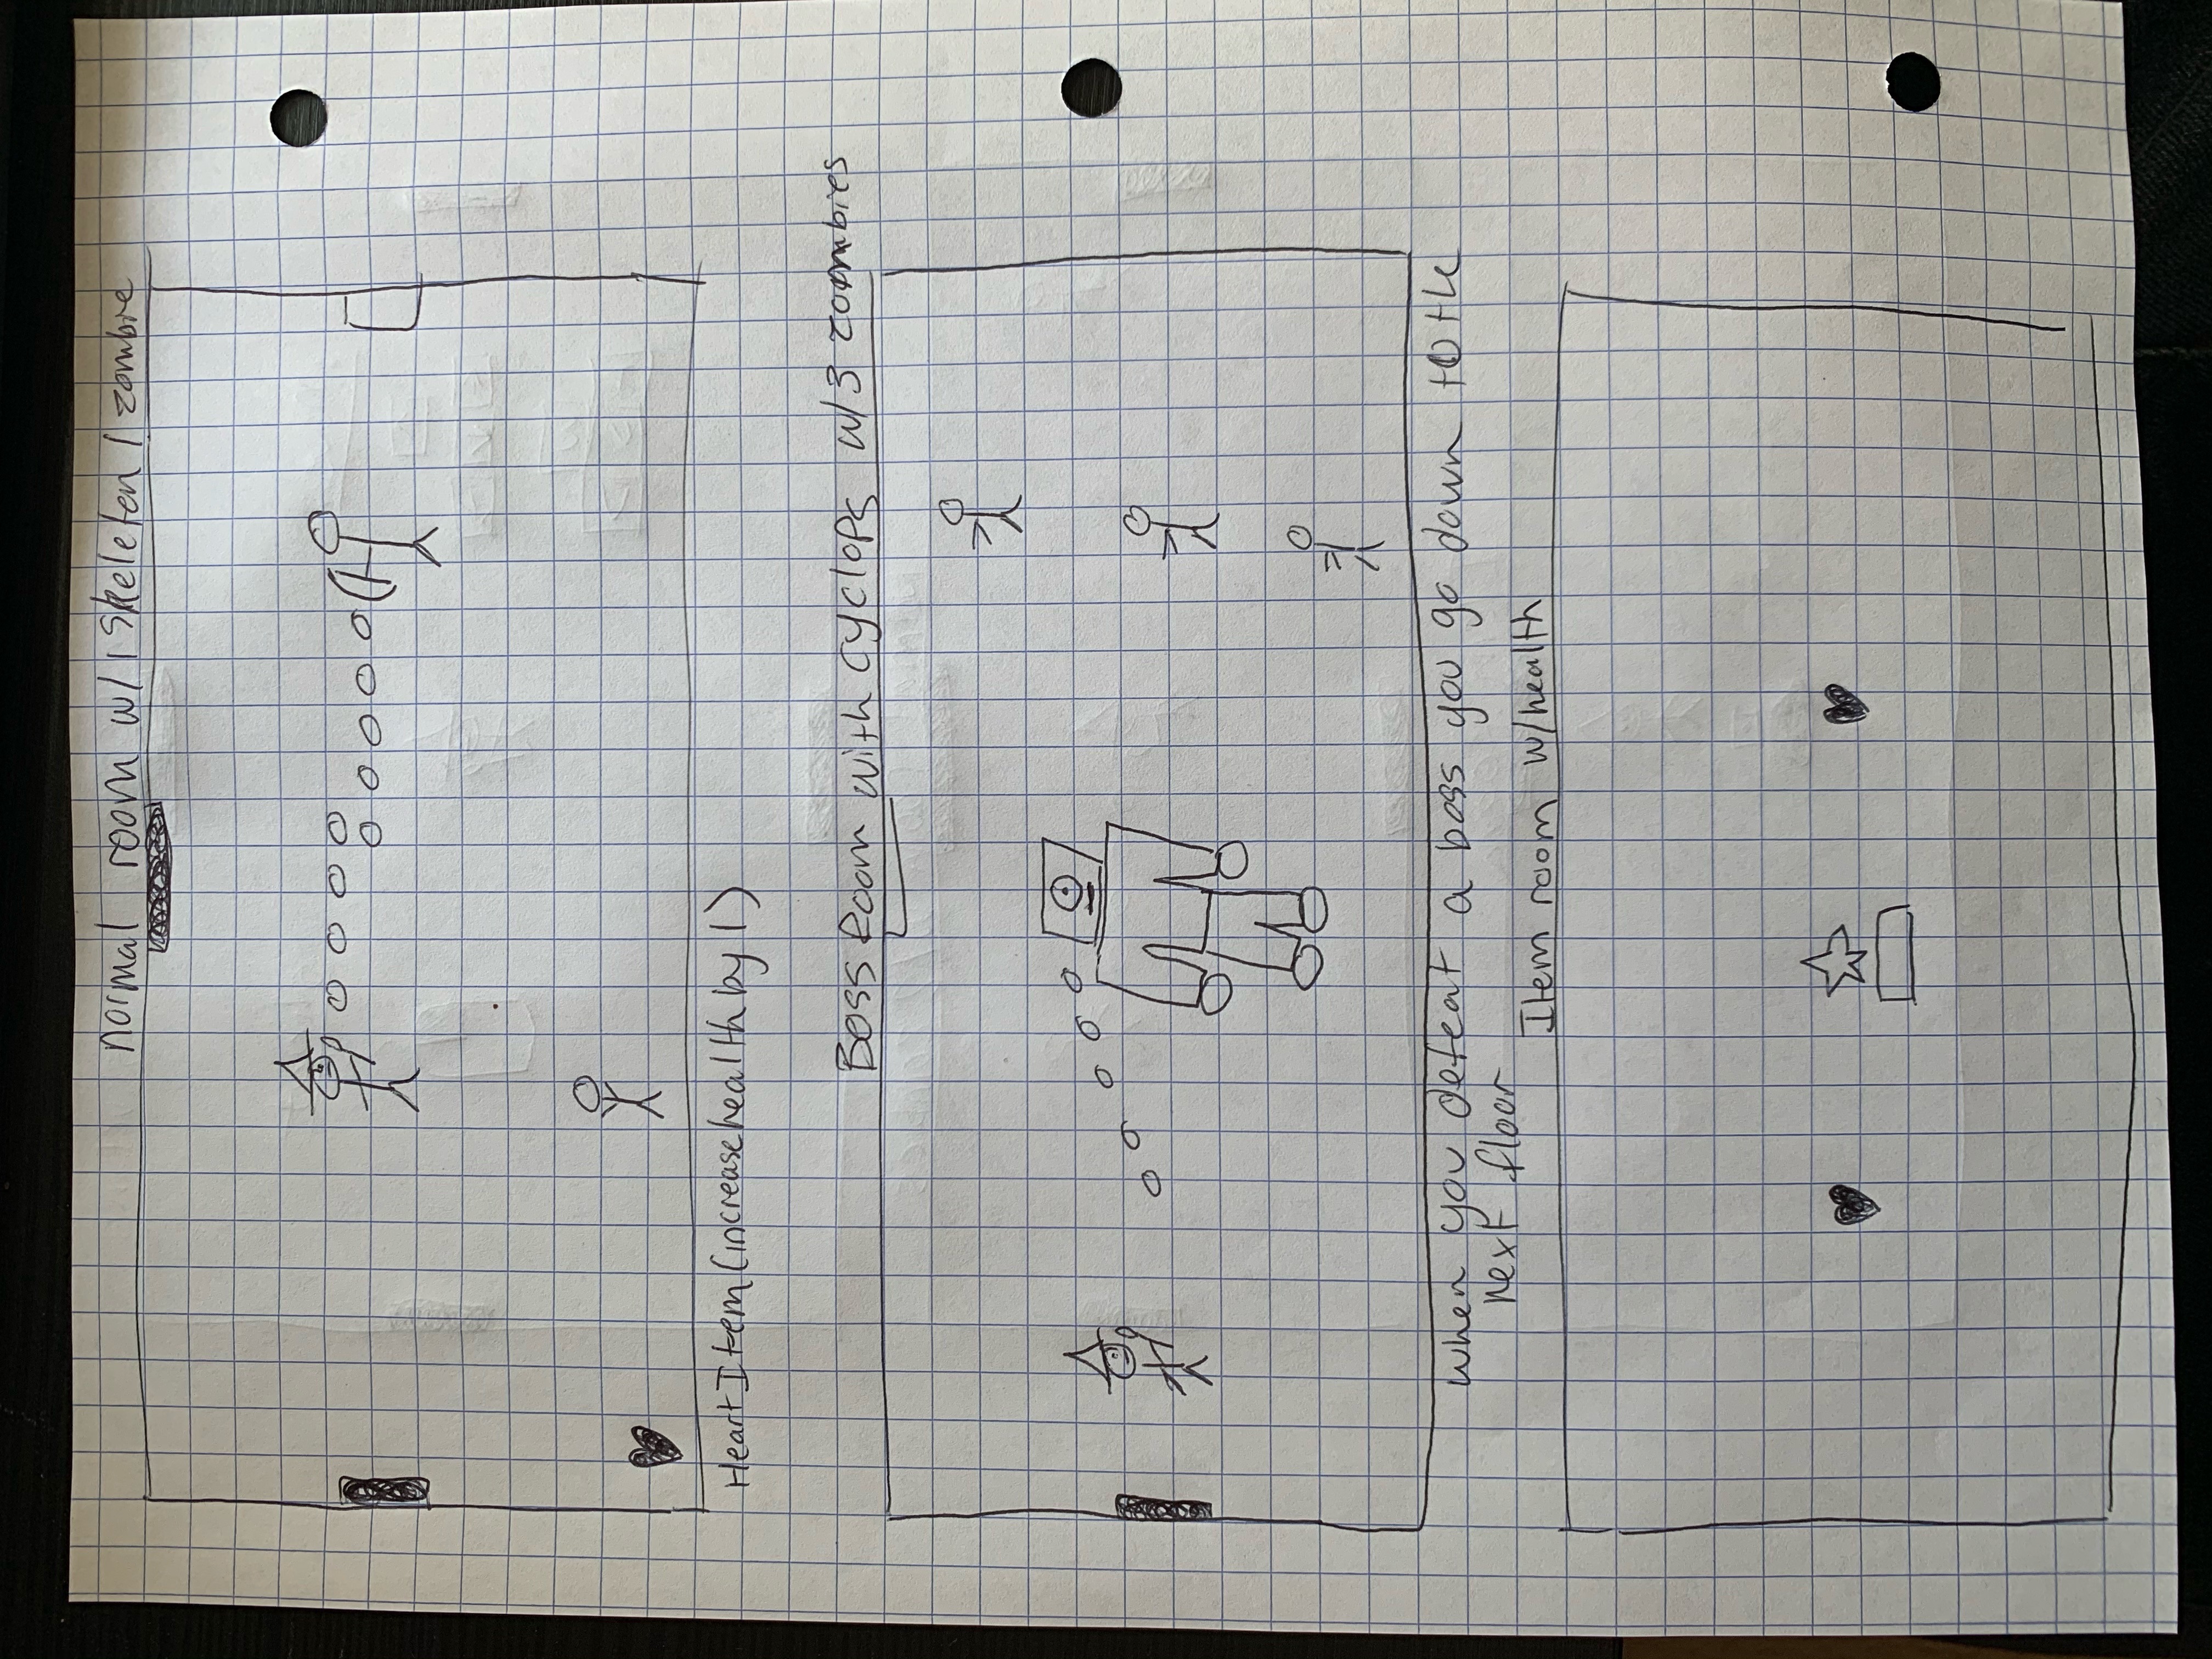 normal room w/ 1 skeleton 1 zombie
Heart Item (increase health by 1)
Boss Room with cyclops w/3 zombies
when you defeat a boss you go down to the
next floor
Item room w/health